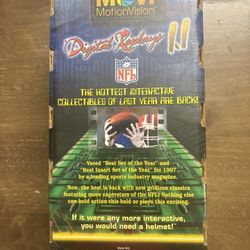 MOVI
MotionVision
Digital Replays 1.1
NFL
THE HOTTEST INTERACTIVE
COLLECTIBLES OF LAST YEAR ARE BACK!
Voted "Best Set of the Year" and
"Best Insert Set of the Year" for 1997
by a leading sports industry magazine.
Now, the best is back with new gridiron classics
featuring more superstars of the NFL! Nothing else
can hold action this bold or plays this exciting.
If it were any more interactive,
you would need a helmet!